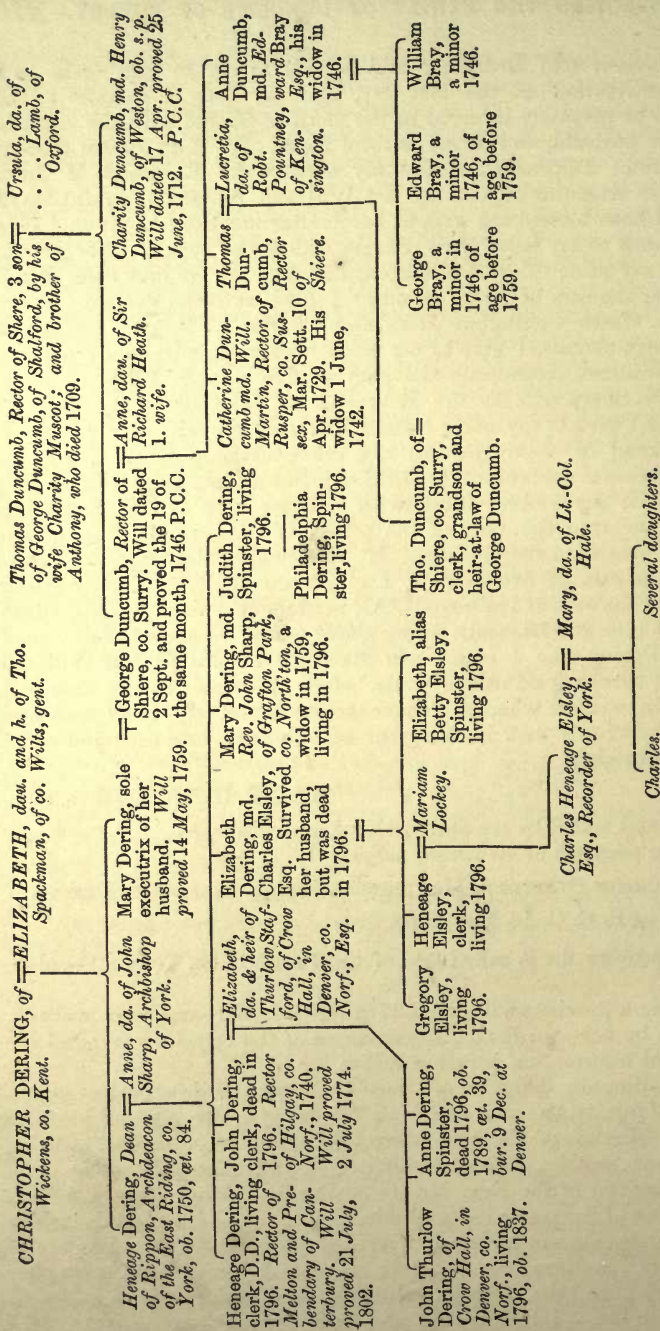 CHRISTOPHER DERING, of
Wickens, co. Kent.
ELIZABETH, dau. and h. of Tho.
Spackman, of co. Wilts, gent.
Thomas Duncumb, Rector of Shere, 3 son
of George Duncumb, of Shalford, by his
wife Charity Muscot; and brother of
Anthony, who died 1709.
Ursula, da. of
. . . . Lamb, of
Oxford.
Heneage Dering, Dean
of Rippon, Archdeacon
of the East Riding, co.
York, ob. 1750, æt. 84.
Anne, da. of John
Sharp, Archbishop
of York.
Mary Dering, sole
executrix of her
husband. Will
proved 14 May, 1759.
George Duncumb, Rector of
Shiere, co. Surry. Will dated
2 Sept. and proved the 19 of
the same month, 1746. P.C.C.
Anne, dau. of Sir
Richard Heath.
1. wife.
Charity Duncumb, md. Henry
Duncumb, of Weston, ob. s.p.
Will dated 17 Apr. proved 25
June, 1712. P.C.C.
Heneage Dering,
clerk, D.D., living
1796. Rector of
Melton and Pre-
bendary of Can-
terbury. Will
proved 21 July,
1802.
John Dering,
clerk, dead in
1796. Rector
of Hilgay, co.
Norf., 1740.
Will proved
2 July 1774.
Elizabeth,
da. & heir of
Thurlow Staf-
ford, of Crow
Hall, in
Denver, co.
Norf., Esq.
Elizabeth
Dering, md.
Charles Elsley,
Esq. Survived
her husband,
but was dead
in 1796.
Mary Dering, md.
Rev. John Sharp,
of Grafton Park,
co. North'ton, a
widow in 1759,
living in 1796.
Judith Dering,
Spinster, living
1796.
Philadelphia
Dering, Spin-
ster, living 1796.
Catherine Dun-
cumb md. Will.
Martin, Rector of
Rusper, co. Sus-
sex, Mar. Sett. 10
Apr. 1729. His
widow 1 June,
1742.
Thomas
Dun-
cumb,
Rector
of
Shiere.
Lucretia,
da. of
Robt.
Pountney,
of Ken-
sington.
Anne
Duncumb,
md. Ed-
ward Bray
Esq., his
widow in
1746.
John Thurlow
Dering, of
Crow Hall, in
Denver, co.
Norf., living
1796, ob. 1837.
Anne Dering,
Spinster,
dead 1796, ob.
1789, æt. 39,
bur. 9 Dec. at
Denver.
Gregory
Elsley,
living
1796.
Heneage
Elsley,
clerk,
living 1796.
Mariam
Lockey.
Elizabeth, alias
Betty Elsley,
Spinster,
living 1796.
Tho. Duncumb, of
Shiere, co. Surry,
clerk, grandson and
heir-at-law of
George Duncumb.
George
Bray, a
minor in
1746, of
age before
1759.
Edward
Bray, a
minor
1746, of
age before
1759.
William
Bray,
a minor
1746.
Charles Heneage Elsley,
Esq., Recorder of York.
Mary, da. of Lt.-Col.
Hale.
Charles.
Several daughters.